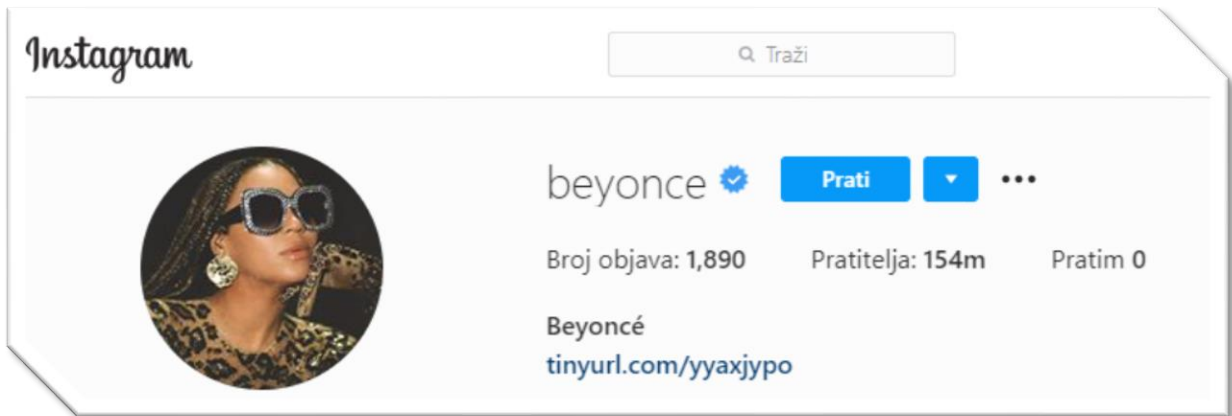 Instagram
Traži
beyonce
Prati
Broj objava: 1,890 Pratitelja: 154m Pratim 0
Beyoncé
tinyurl.com/yyaxjypo